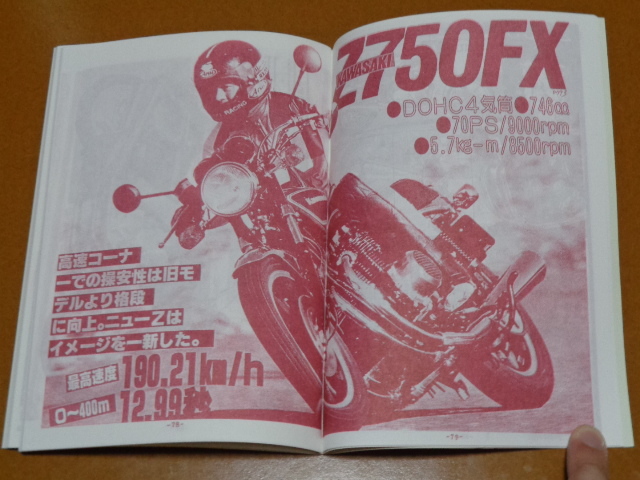 Z750FX
KAWASAKI
●DOHC4気筒●746cc
●70PS/9000rpm
●5.7kg-m/8500rpm
RACING
高速コーナ
ーでの操安性は旧モ
デルより格段
に向上。ニューZは
イメージを一新した。
最高速度 190.21km/h
0〜400m 12.99秒
-78-
-79-